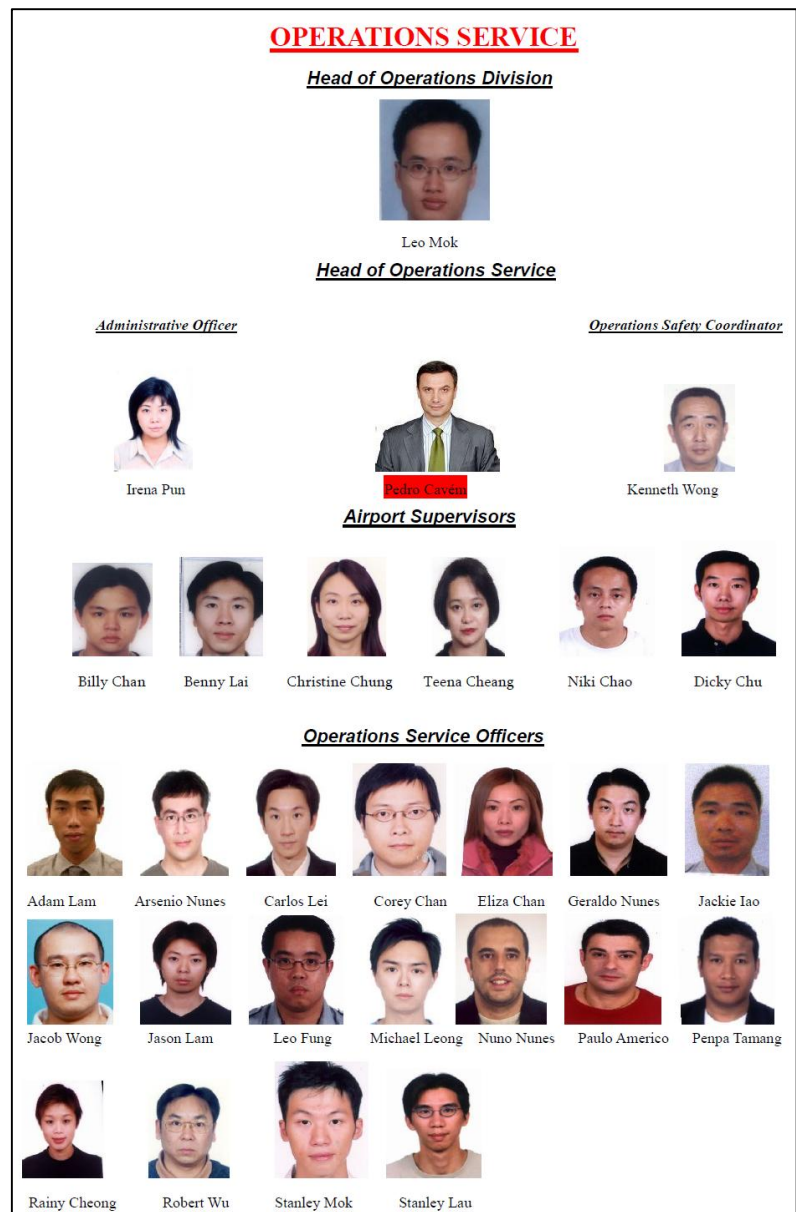 OPERATIONS SERVICE
Head of Operations Division
Leo Mok
Head of Operations Service
Administrative Officer Operations Safety Coordinator
Irena Pun Pedro Cavém Kenneth Wong
Airport Supervisors
Billy Chan Benny Lai Christine Chung Teena Cheang Niki Chao Dicky Chu
Operations Service Officers
Adam Lam Arsenio Nunes Carlos Lei Corey Chan Eliza Chan Geraldo Nunes Jackie Iao
Jacob Wong Jason Lam Leo Fung Michael Leong Nuno Nunes Paulo Americo Penpa Tamang
Rainy Cheong Robert Wu Stanley Mok Stanley Lau